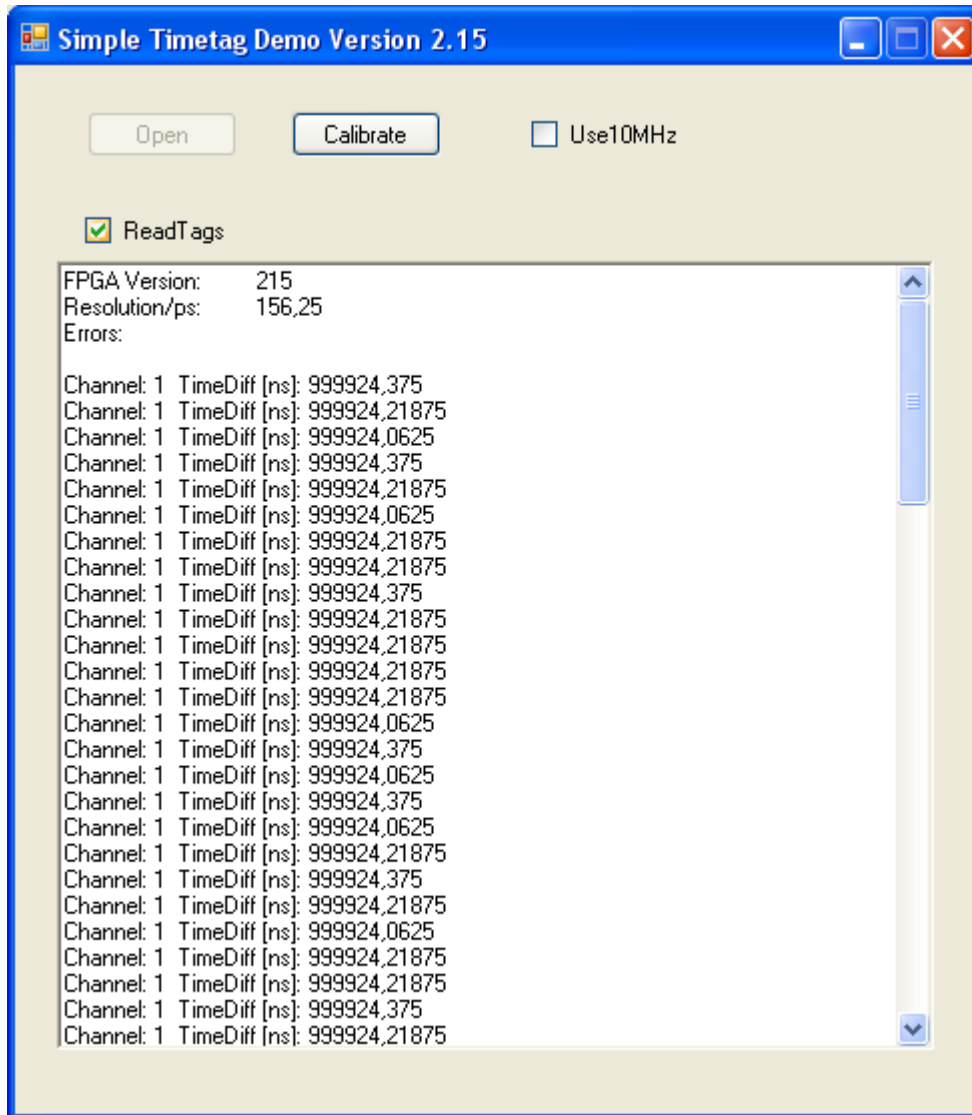 Simple Timetag Demo Version 2.15
Open Calibrate Use10MHz
ReadTags
FPGA Version: 215
Resolution/ps: 156,25
Errors:
Channel: 1 TimeDiff [ns]: 999924,375
Channel: 1 TimeDiff [ns]: 999924,21875
Channel: 1 TimeDiff [ns]: 999924,0625
Channel: 1 TimeDiff [ns]: 999924,375
Channel: 1 TimeDiff [ns]: 999924,21875
Channel: 1 TimeDiff [ns]: 999924,0625
Channel: 1 TimeDiff [ns]: 999924,21875
Channel: 1 TimeDiff [ns]: 999924,21875
Channel: 1 TimeDiff [ns]: 999924,375
Channel: 1 TimeDiff [ns]: 999924,21875
Channel: 1 TimeDiff [ns]: 999924,21875
Channel: 1 TimeDiff [ns]: 999924,21875
Channel: 1 TimeDiff [ns]: 999924,21875
Channel: 1 TimeDiff [ns]: 999924,0625
Channel: 1 TimeDiff [ns]: 999924,375
Channel: 1 TimeDiff [ns]: 999924,0625
Channel: 1 TimeDiff [ns]: 999924,375
Channel: 1 TimeDiff [ns]: 999924,0625
Channel: 1 TimeDiff [ns]: 999924,21875
Channel: 1 TimeDiff [ns]: 999924,375
Channel: 1 TimeDiff [ns]: 999924,21875
Channel: 1 TimeDiff [ns]: 999924,0625
Channel: 1 TimeDiff [ns]: 999924,21875
Channel: 1 TimeDiff [ns]: 999924,21875
Channel: 1 TimeDiff [ns]: 999924,375
Channel: 1 TimeDiff [ns]: 999924,21875